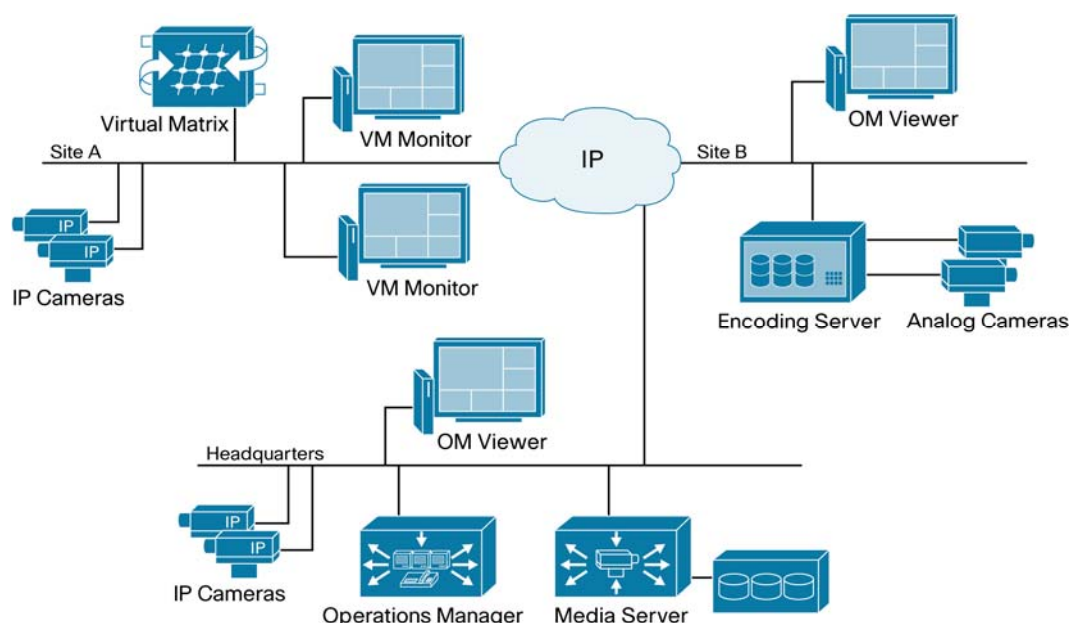 Virtual Matrix
VM Monitor
OM Viewer
Site A
IP
Site B
IP
IP
IP Cameras
VM Monitor
Encoding Server
Analog Cameras
OM Viewer
Headquarters
IP
IP
IP Cameras
Operations Manager
Media Server